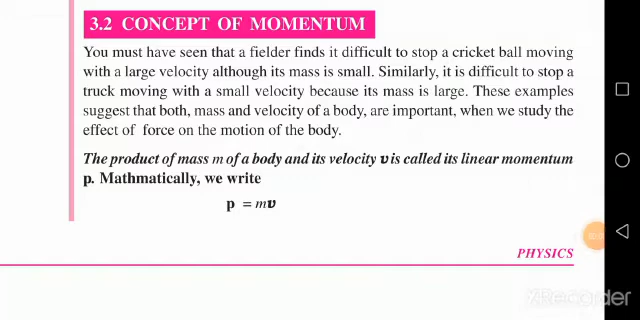 3.2 CONCEPT OF MOMENTUM
You must have seen that a fielder finds it difficult to stop a cricket ball moving
with a large velocity although its mass is small. Similarly, it is difficult to stop a
truck moving with a small velocity because its mass is large. These examples
suggest that both, mass and velocity of a body, are important, when we study the
effect of force on the motion of the body.
The product of mass m of a body and its velocity v is called its linear momentum
p. Mathmatically, we write
p = mv
PHYSICS
XRecorder